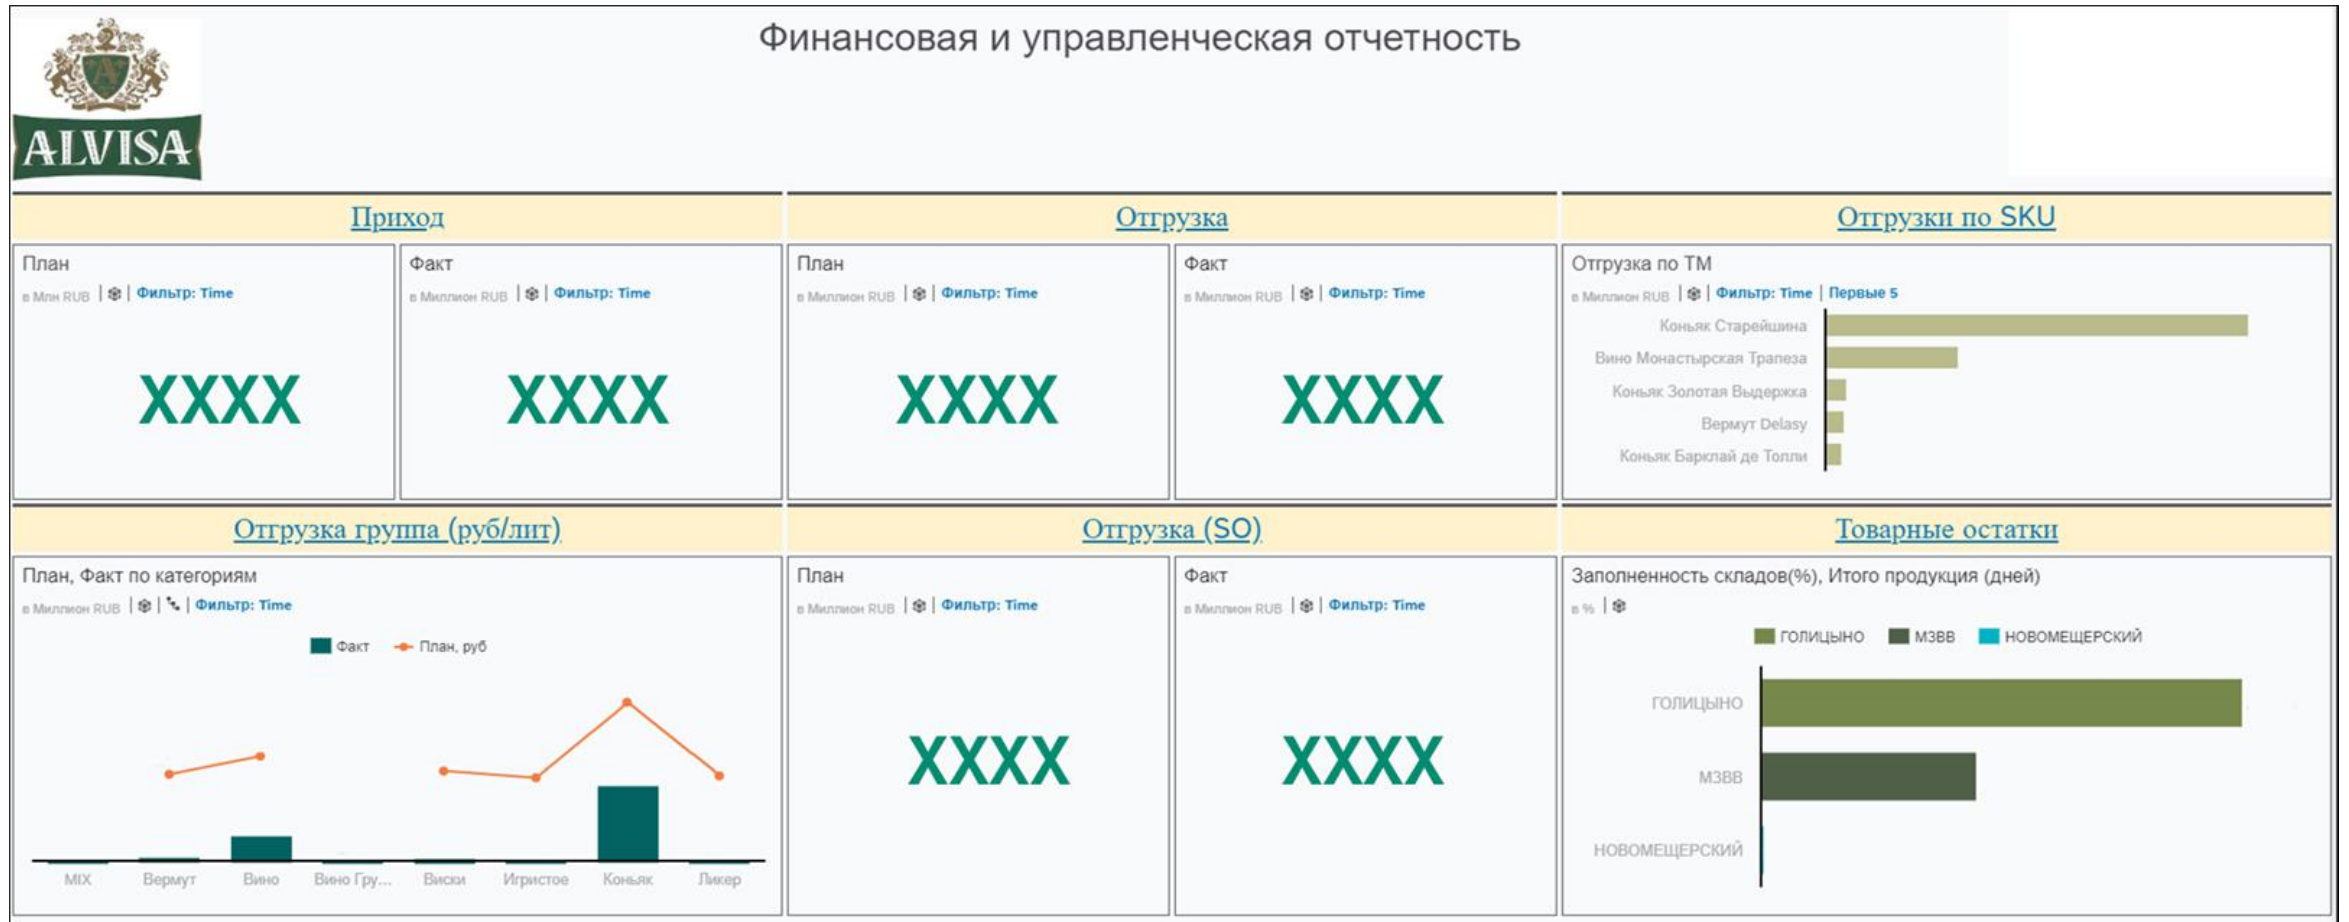 Финансовая и управленческая отчетность
ALVISA
Приход
Отгрузка
Отгрузки по SKU
План
в Млн RUB | Фильтр: Time
Факт
в Миллион RUB | Фильтр: Time
План
в Миллион RUB | Фильтр: Time
Факт
в Миллион RUB | Фильтр: Time
Отгрузка по ТМ
в Миллион RUB | Фильтр: Time | Первые 5
XXXX
XXXX
XXXX
XXXX
Коньяк Старейшина
Вино Монастырская Трапеза
Коньяк Золотая Выдержка
Вермут Delasy
Коньяк Барклай де Толли
Отгрузка группа (руб/лит)
Отгрузка (SO)
Товарные остатки
План, Факт по категориям
в Миллион RUB | Фильтр: Time
Факт План, руб
MIX Вермут Вино Вино Гру... Виски Игристое Коньяк Ликер
План
в Миллион RUB | Фильтр: Time
XXXX
Факт
в Миллион RUB | Фильтр: Time
XXXX
Заполненность складов(%), Итого продукция (дней)
в %
ГОЛИЦЫНО МЗВВ НОВОМЕЩЕРСКИЙ
ГОЛИЦЫНО
МЗВВ
НОВОМЕЩЕРСКИЙ